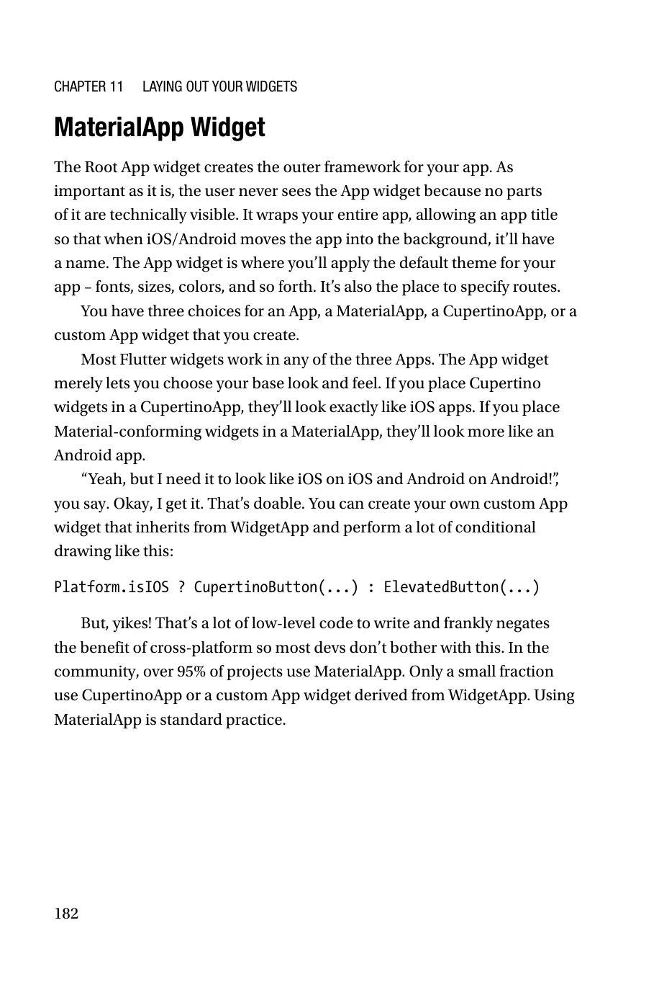 CHAPTER 11 LAYING OUT YOUR WIDGETS
MaterialApp Widget
The Root App widget creates the outer framework for your app. As
important as it is, the user never sees the App widget because no parts
of it are technically visible. It wraps your entire app, allowing an app title
so that when iOS/Android moves the app into the background, it’ll have
a name. The App widget is where you’ll apply the default theme for your
app – fonts, sizes, colors, and so forth. It’s also the place to specify routes.
You have three choices for an App, a MaterialApp, a CupertinoApp, or a
custom App widget that you create.
Most Flutter widgets work in any of the three Apps. The App widget
merely lets you choose your base look and feel. If you place Cupertino
widgets in a CupertinoApp, they’ll look exactly like iOS apps. If you place
Material-conforming widgets in a MaterialApp, they’ll look more like an
Android app.
“Yeah, but I need it to look like iOS on iOS and Android on Android!”,
you say. Okay, I get it. That’s doable. You can create your own custom App
widget that inherits from WidgetApp and perform a lot of conditional
drawing like this:
Platform.isIOS ? CupertinoButton(...) : ElevatedButton(...)
But, yikes! That’s a lot of low-level code to write and frankly negates
the benefit of cross-platform so most devs don’t bother with this. In the
community, over 95% of projects use MaterialApp. Only a small fraction
use CupertinoApp or a custom App widget derived from WidgetApp. Using
MaterialApp is standard practice.
182